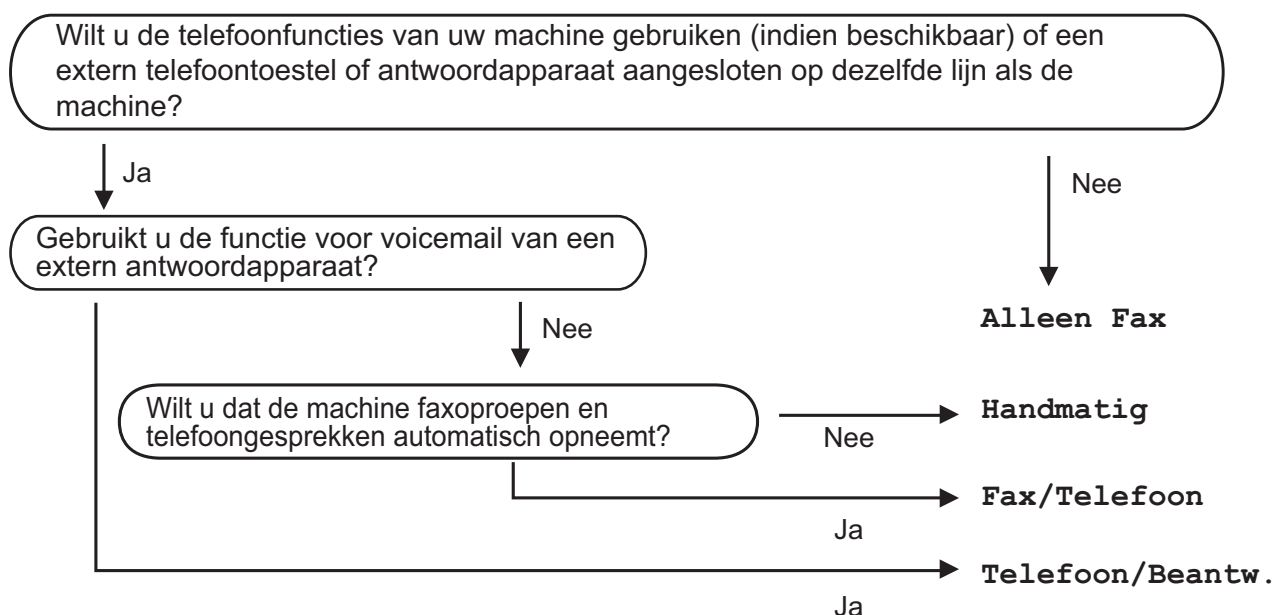 Wilt u de telefoonfuncties van uw machine gebruiken (indien beschikbaar) of een
extern telefoontoestel of antwoordapparaat aangesloten op dezelfde lijn als de
machine?
Ja
Nee
Gebruikt u de functie voor voicemail van een
extern antwoordapparaat?
Alleen Fax
Nee
Wilt u dat de machine faxoproepen en
telefoongesprekken automatisch opneemt?
Handmatig
Nee
Fax/Telefoon
Ja
Telefoon/Beantw.
Ja